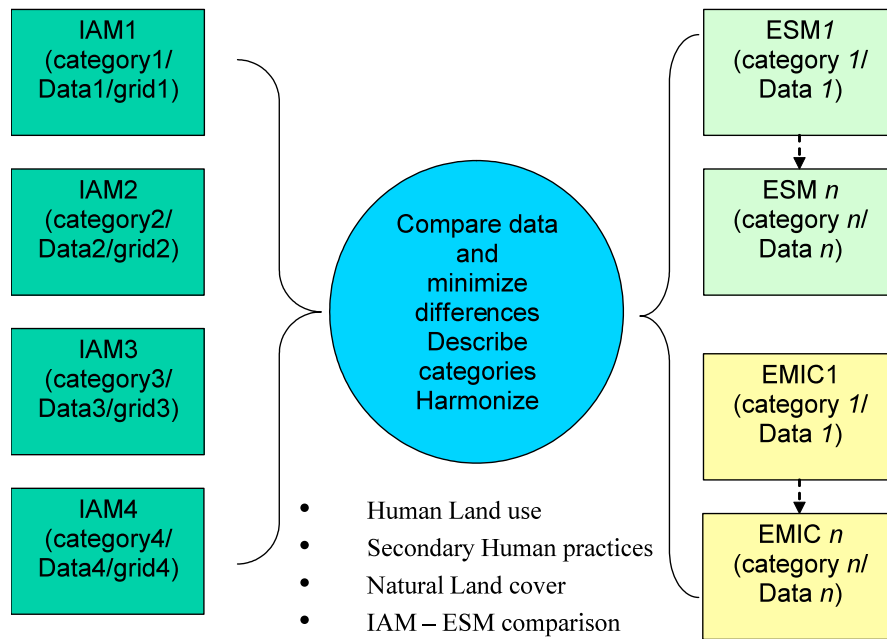 IAM1
(category1/
Data1/grid1)
IAM2
(category2/
Data2/grid2)
IAM3
(category3/
Data3/grid3)
IAM4
(category4/
Data4/grid4)
Compare data
and
minimize
differences
Describe
categories
Harmonize
• Human Land use
• Secondary Human practices
• Natural Land cover
• IAM – ESM comparison
ESM1
(category 1/
Data 1)
ESM n
(category n/
Data n)
EMIC1
(category 1/
Data 1)
EMIC n
(category n/
Data n)